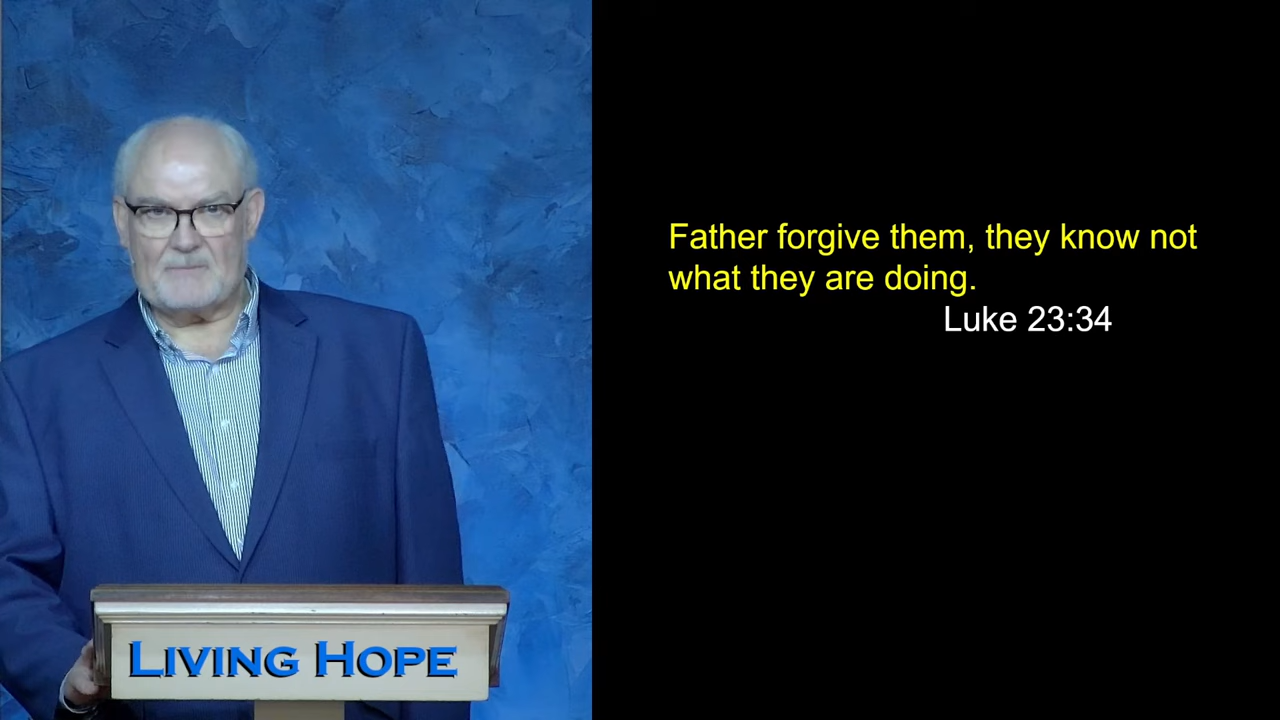 Father forgive them, they know not
what they are doing.
Luke 23:34
LIVING HOPE